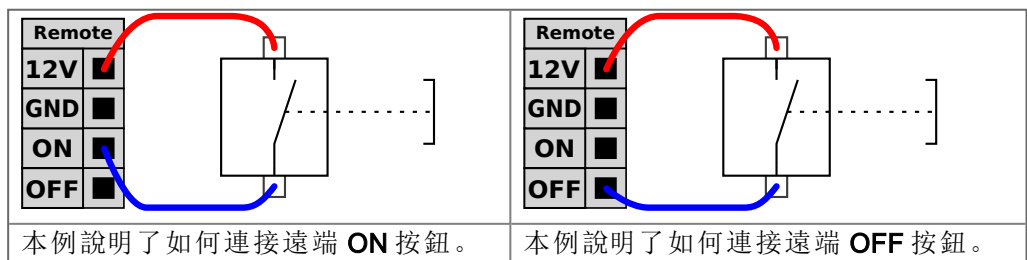 Remote
12V
GND
ON
OFF
本例說明了如何連接遠端 ON 按鈕。
Remote
12V
GND
ON
OFF
本例說明了如何連接遠端 OFF 按鈕。